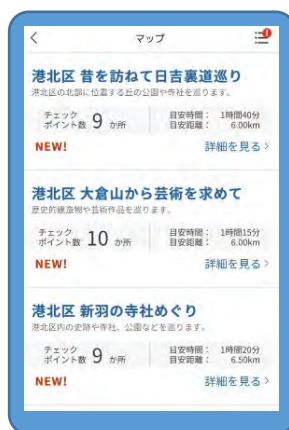 マップ
港北区 昔を訪ねて日吉裏道巡り
港北区の北部に位置する丘の公園や寺社を巡ります。
チェック
ポイント数 9 か所
目安時間： 1時間40分
目安距離： 6.00km
NEW!
詳細を見る
港北区 大倉山から芸術を求めて
歴史的建造物や芸術作品を巡ります。
チェック
ポイント数 10 か所
目安時間： 1時間15分
目安距離： 6.00km
NEW!
詳細を見る
港北区 新羽の寺社めぐり
港北区内の史跡や寺社、公園などを巡ります。
チェック
ポイント数 9 か所
目安時間： 1時間20分
目安距離： 6.50km
NEW!
詳細を見る